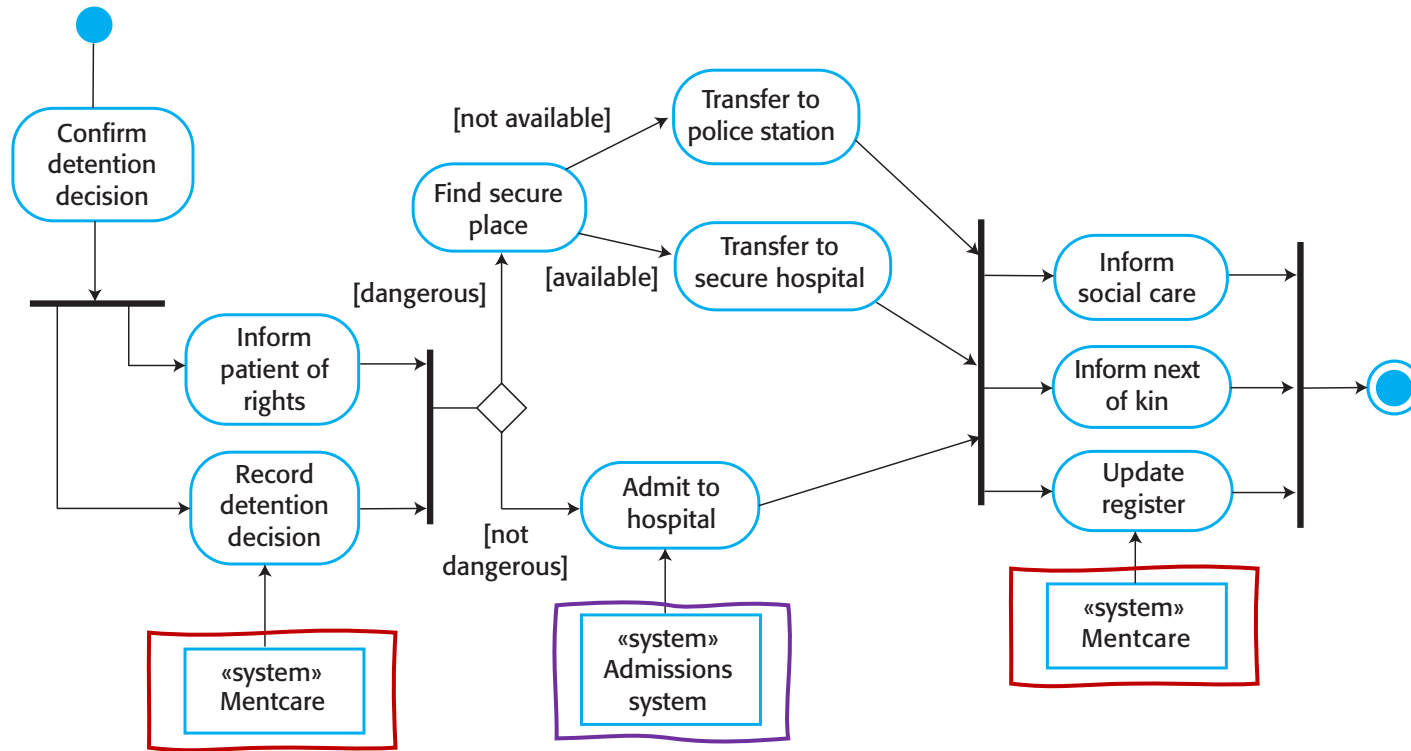 Confirm
detention
decision
Inform
patient of
rights
Record
detention
decision
«system»
Mentcare
[dangerous]
[not
dangerous]
Find secure
place
[not available]
[available]
Transfer to
police station
Transfer to
secure hospital
Admit to
hospital
«system»
Admissions
system
Inform
social care
Inform next
of kin
Update
register
«system»
Mentcare